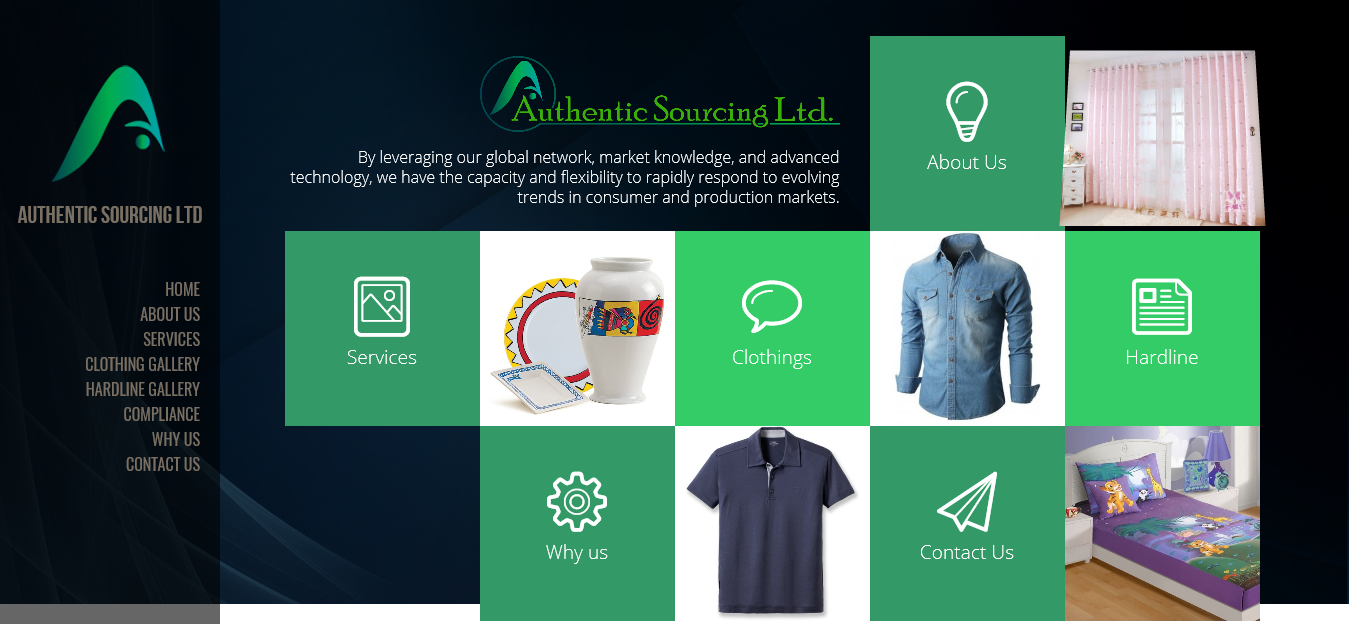 AUTHENTIC SOURCING LTD
HOME
ABOUT US
SERVICES
CLOTHING GALLERY
HARDLINE GALLERY
COMPLIANCE
WHY US
CONTACT US
Authentic Sourcing Ltd.
By leveraging our global network, market knowledge, and advanced
technology, we have the capacity and flexibility to rapidly respond to evolving
trends in consumer and production markets.
About Us
Services
Clothings
Hardline
Why us
Contact Us